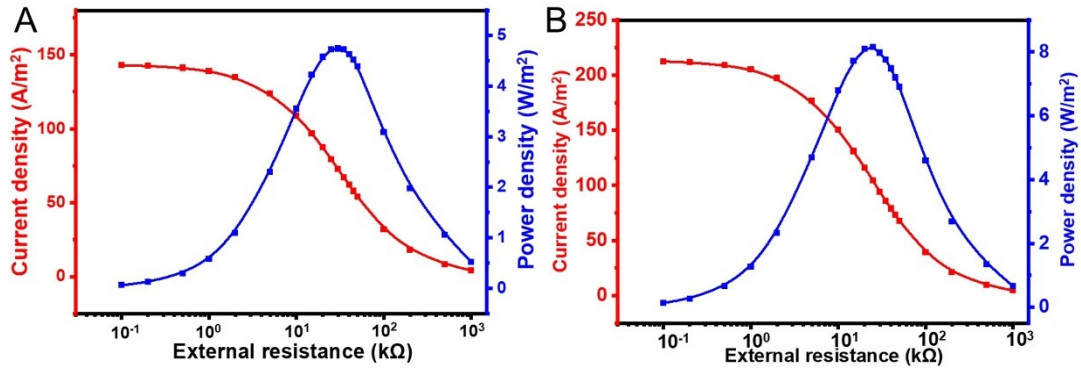 A
Current density (A/m²)
150
100
50
0
5
4
3
2
1
0
Power density (W/m²)
10⁻¹ 10⁰ 10¹ 10² 10³
External resistance (kΩ)
B
Current density (A/m²)
250
200
150
100
50
0
8
6
4
2
0
Power density (W/m²)
10⁻¹ 10⁰ 10¹ 10² 10³
External resistance (kΩ)